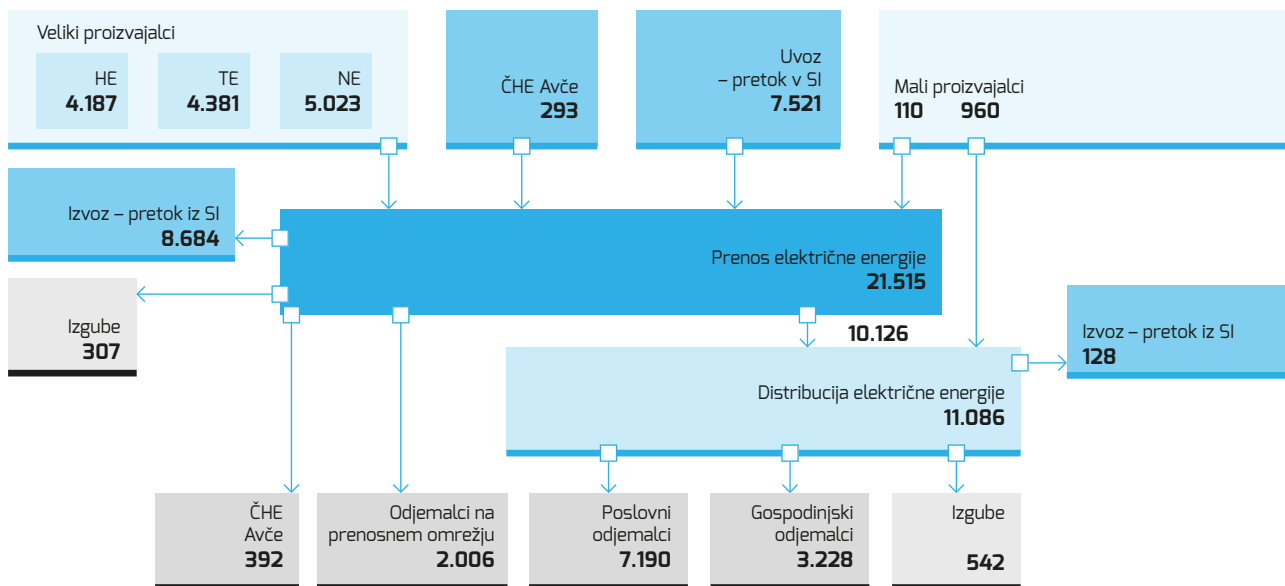 Veliki proizvajalci
HE
4.187
TE
4.381
NE
5.023
ČHE Avče
293
Uvoz
– pretok v SI
7.521
Mali proizvajalci
110 960
Izvoz – pretok iz SI
8.684
Prenos električne energije
21.515
Izgube
307
10.126
Izvoz – pretok iz SI
128
Distribucija električne energije
11.086
ČHE
Avče
392
Odjemalci na
prenosnem omrežju
2.006
Poslovni
odjemalci
7.190
Gospodinjski
odjemalci
3.228
Izgube
542